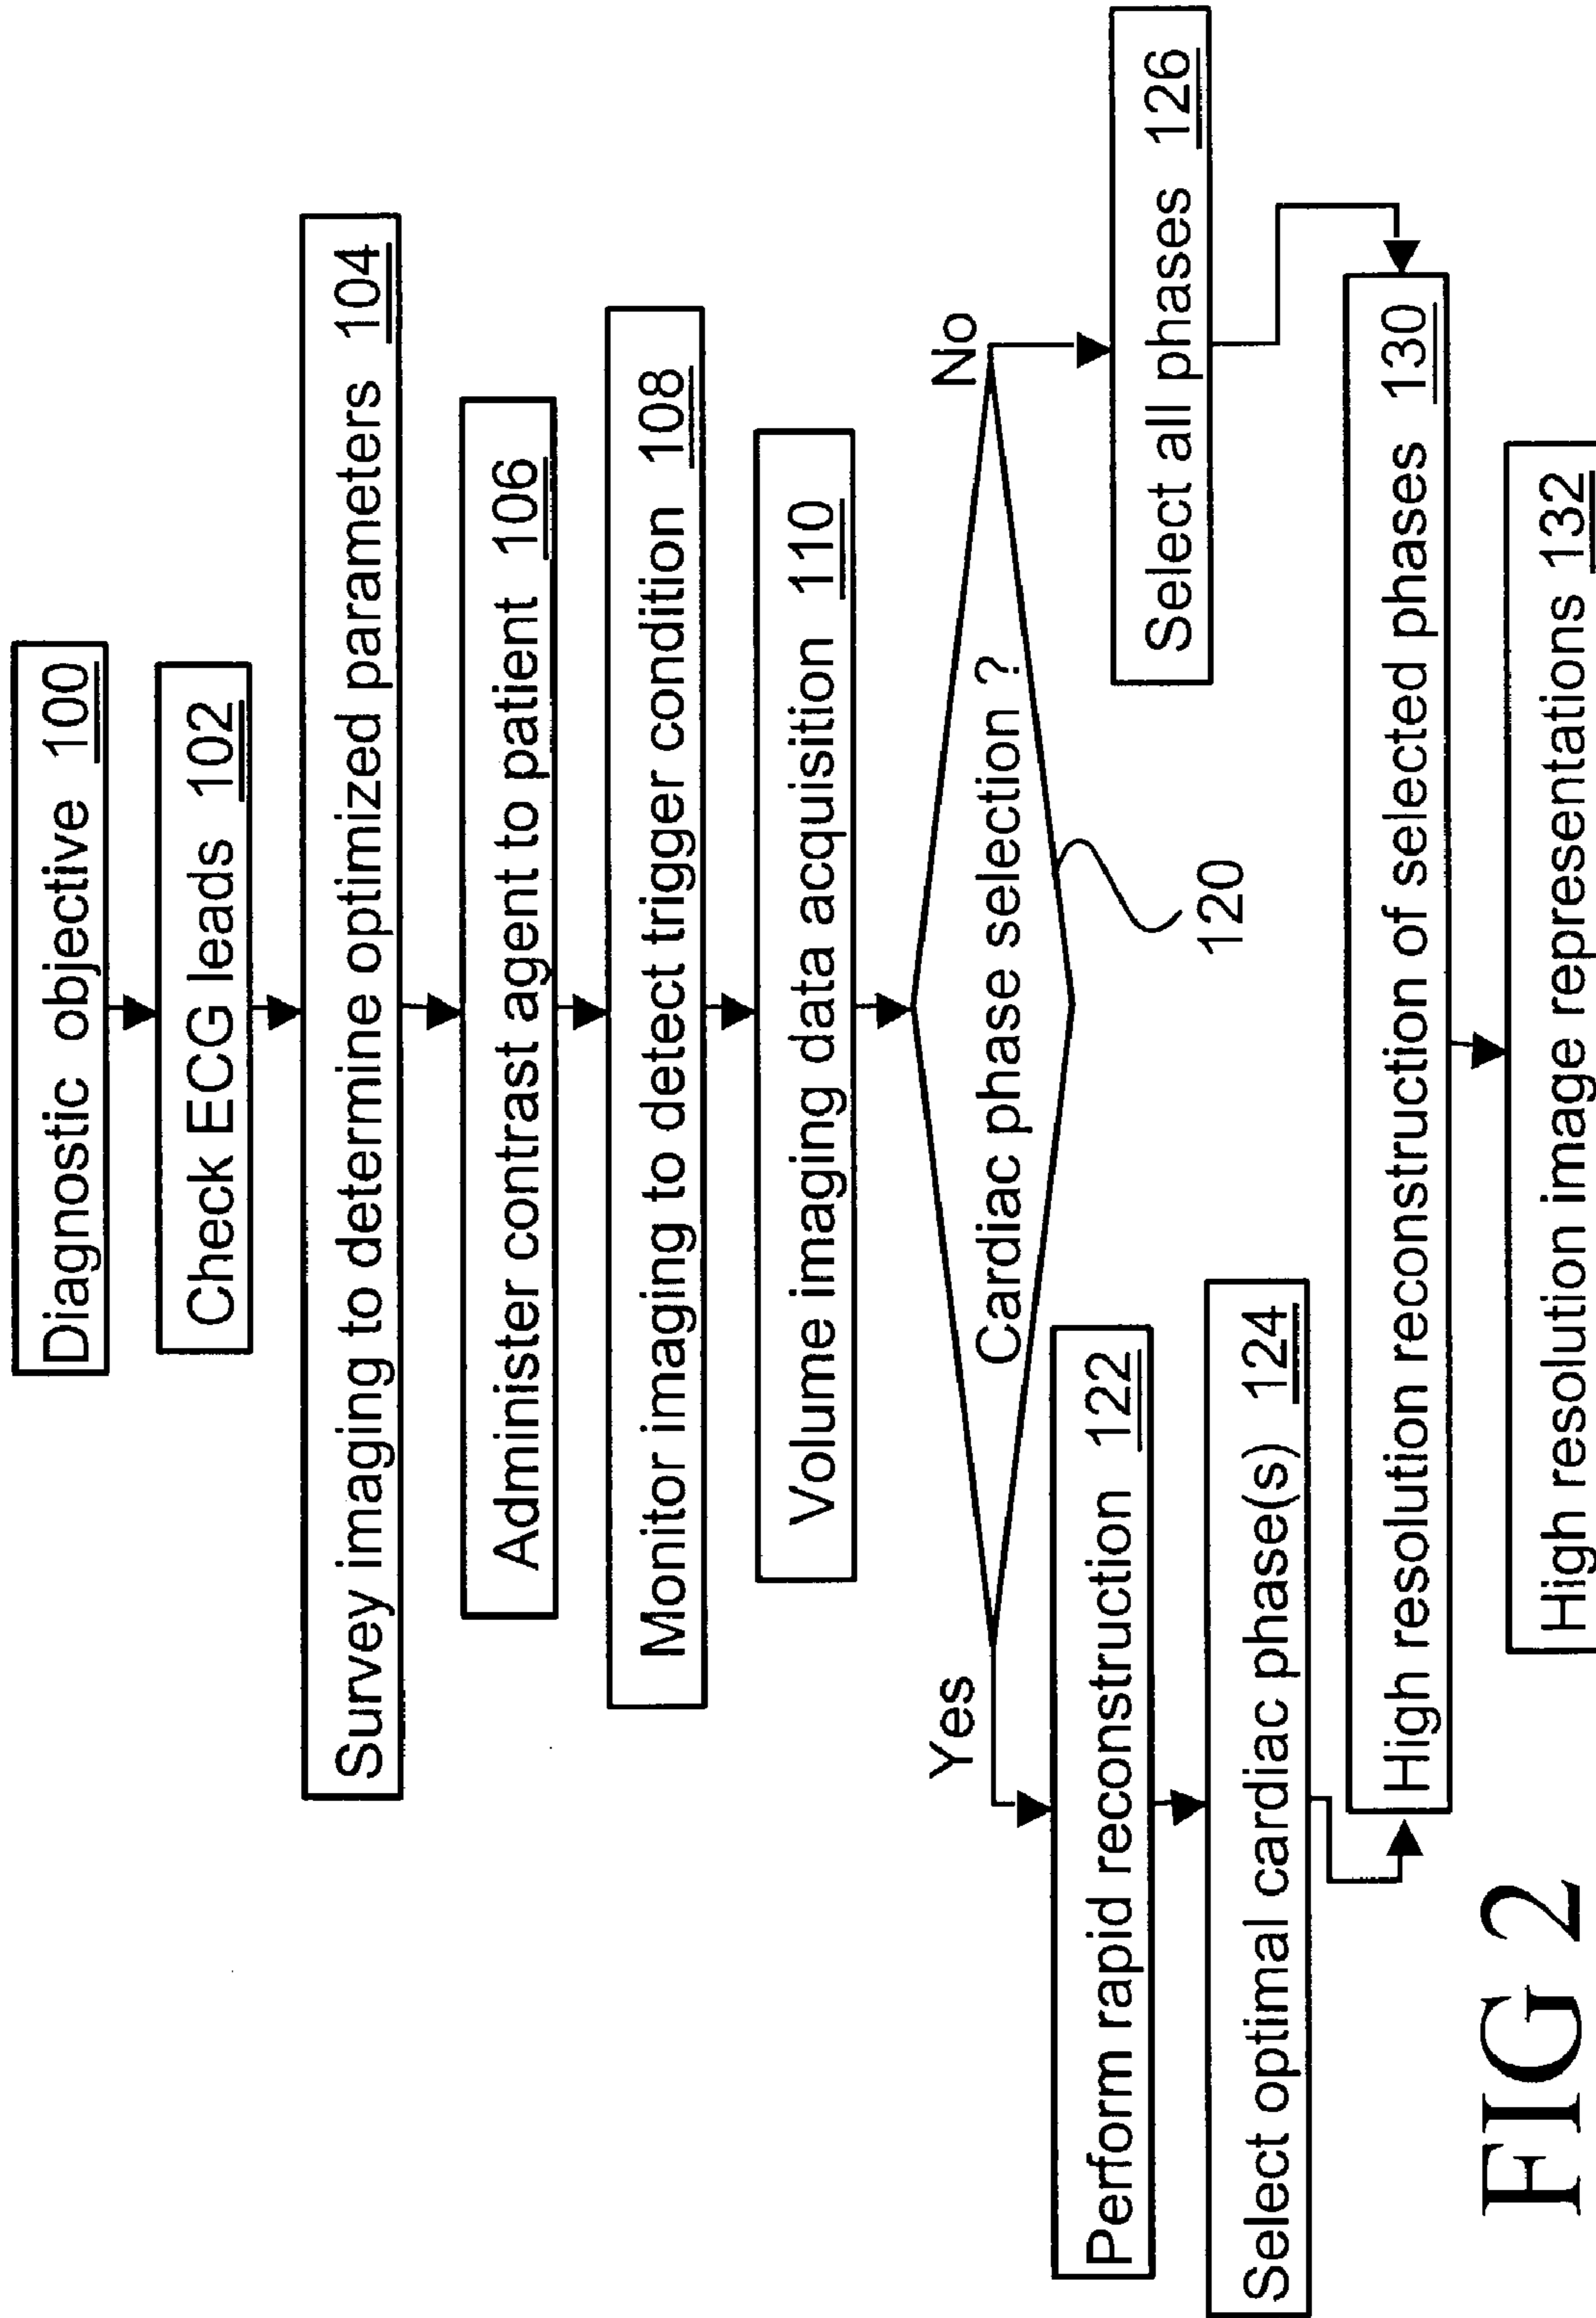 Diagnostic objective 100
Check ECG leads 102
Survey imaging to determine optimized parameters 104
Administer contrast agent to patient 106
Monitor imaging to detect trigger condition 108
Volume imaging data acquisition 110
Yes
No
Cardiac phase selection ?
120
Perform rapid reconstruction 122
Select all phases 126
Select optimal cardiac phase(s) 124
High resolution reconstruction of selected phases 130
High resolution image representations 132
FIG 2